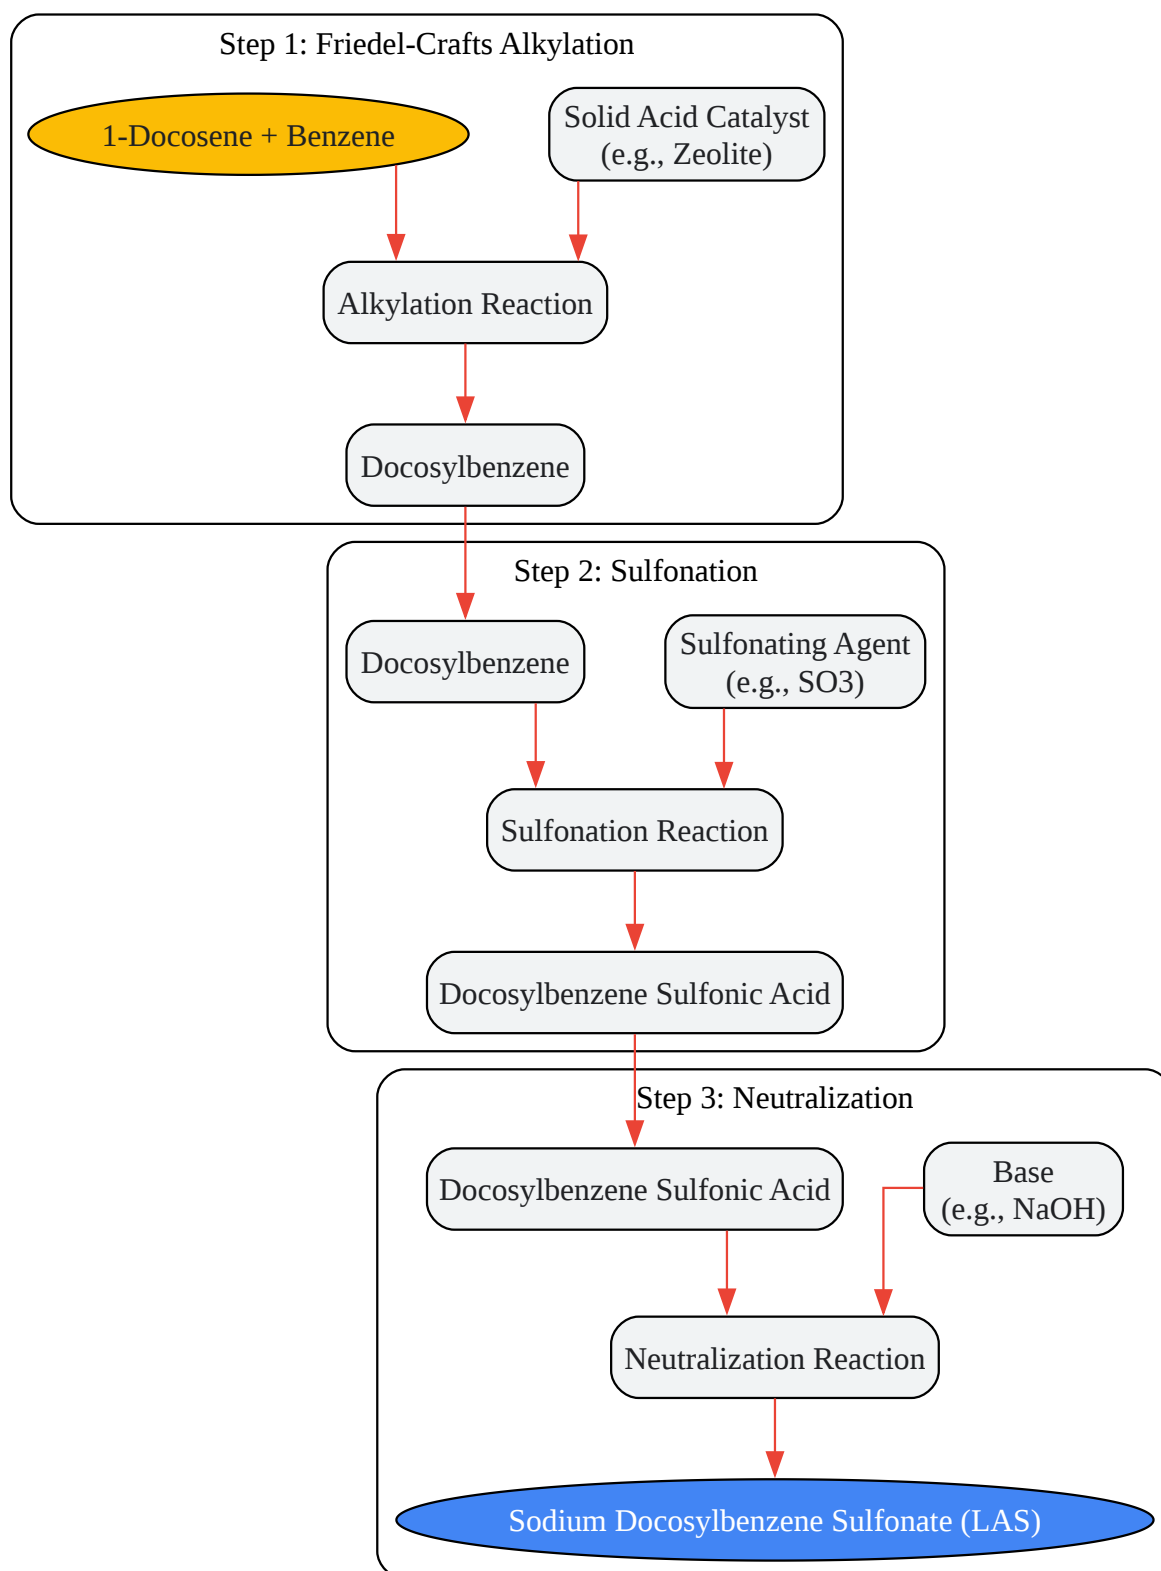 Step 1: Friedel-Crafts Alkylation
1-Docosene + Benzene
Solid Acid Catalyst
(e.g., Zeolite)
Alkylation Reaction
Docosylbenzene
Step 2: Sulfonation
Docosylbenzene
Sulfonating Agent
(e.g., SO3)
Sulfonation Reaction
Docosylbenzene Sulfonic Acid
Step 3: Neutralization
Docosylbenzene Sulfonic Acid
Base
(e.g., NaOH)
Neutralization Reaction
Sodium Docosylbenzene Sulfonate (LAS)